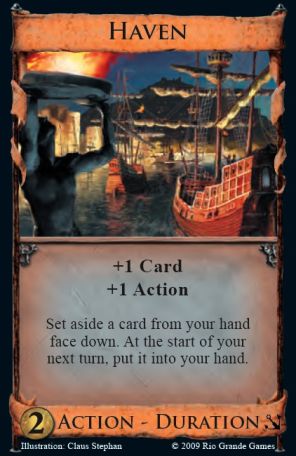 Haven
+1 Card
+1 Action
Set aside a card from your hand
face down. At the start of your
next turn, put it into your hand.
2 Action - Duration
Illustration: Claus Stephan © 2009 Rio Grande Games